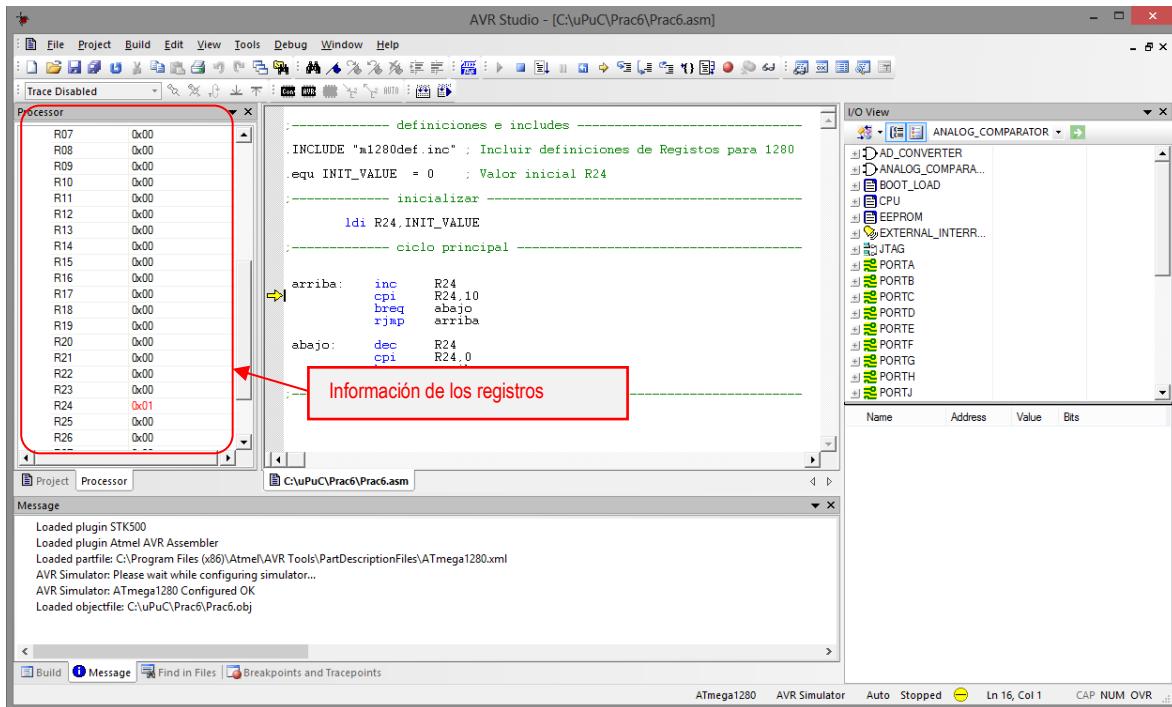 AVR Studio - [C:\uPuC\Prac6\Prac6.asm]
File Project Build Edit View Tools Debug Window Help
Trace Disabled
AUTO
Processor
R07 0x00
R08 0x00
R09 0x00
R10 0x00
R11 0x00
R12 0x00
R13 0x00
R14 0x00
R15 0x00
R16 0x00
R17 0x00
R18 0x00
R19 0x00
R20 0x00
R21 0x00
R22 0x00
R23 0x00
R24 0x01
R25 0x00
R26 0x00
Project Processor
;------------- definiciones e includes ------------------------------
.INCLUDE "m1280def.inc" ; Incluir definiciones de Registos para 1280
.equ INIT_VALUE = 0 ; Valor inicial R24
;------------- inicializar ------------------------------------------
ldi R24,INIT_VALUE
;------------- ciclo principal --------------------------------------
arriba: inc R24
cpi R24,10
breq abajo
rjmp arriba
abajo: dec R24
cpi R24,0
Información de los registros
C:\uPuC\Prac6\Prac6.asm
I/O View
ANALOG_COMPARATOR
AD_CONVERTER
ANALOG_COMPARA...
BOOT_LOAD
CPU
EEPROM
EXTERNAL_INTERR...
JTAG
PORTA
PORTB
PORTC
PORTD
PORTE
PORTF
PORTG
PORTH
PORTJ
Name Address Value Bits
Message
Loaded plugin STK500
Loaded plugin Atmel AVR Assembler
Loaded partfile: C:\Program Files (x86)\Atmel\AVR Tools\PartDescriptionFiles\ATmega1280.xml
AVR Simulator: Please wait while configuring simulator...
AVR Simulator: ATmega1280 Configured OK
Loaded objectfile: C:\uPuC\Prac6\Prac6.obj
Build Message Find in Files Breakpoints and Tracepoints
ATmega1280 AVR Simulator Auto Stopped Ln 16, Col 1 CAP NUM OVR